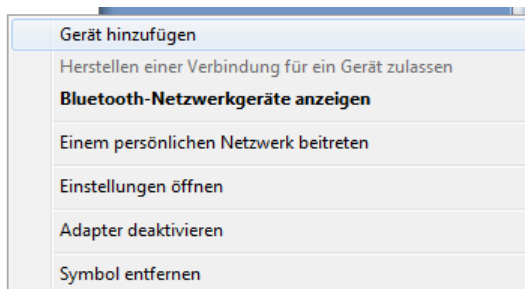 Gerät hinzufügen
Herstellen einer Verbindung für ein Gerät zulassen
Bluetooth-Netzwerkgeräte anzeigen
Einem persönlichen Netzwerk beitreten
Einstellungen öffnen
Adapter deaktivieren
Symbol entfernen